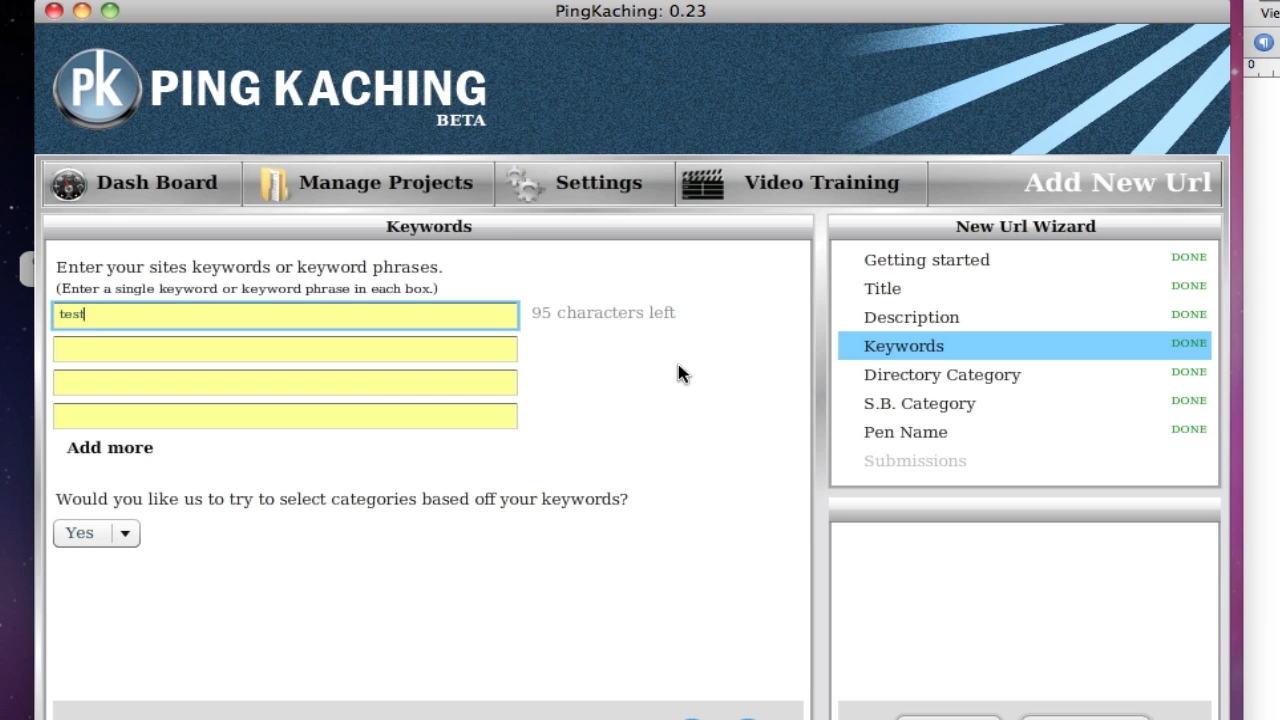 PingKaching: 0.23
Vie
0
PK PING KACHING
BETA
Dash Board
Manage Projects
Settings
Video Training
Add New Url
Keywords
Enter your sites keywords or keyword phrases.
(Enter a single keyword or keyword phrase in each box.)
test
95 characters left
Add more
Would you like us to try to select categories based off your keywords?
Yes
New Url Wizard
Getting started DONE
Title DONE
Description DONE
Keywords DONE
Directory Category DONE
S.B. Category DONE
Pen Name DONE
Submissions